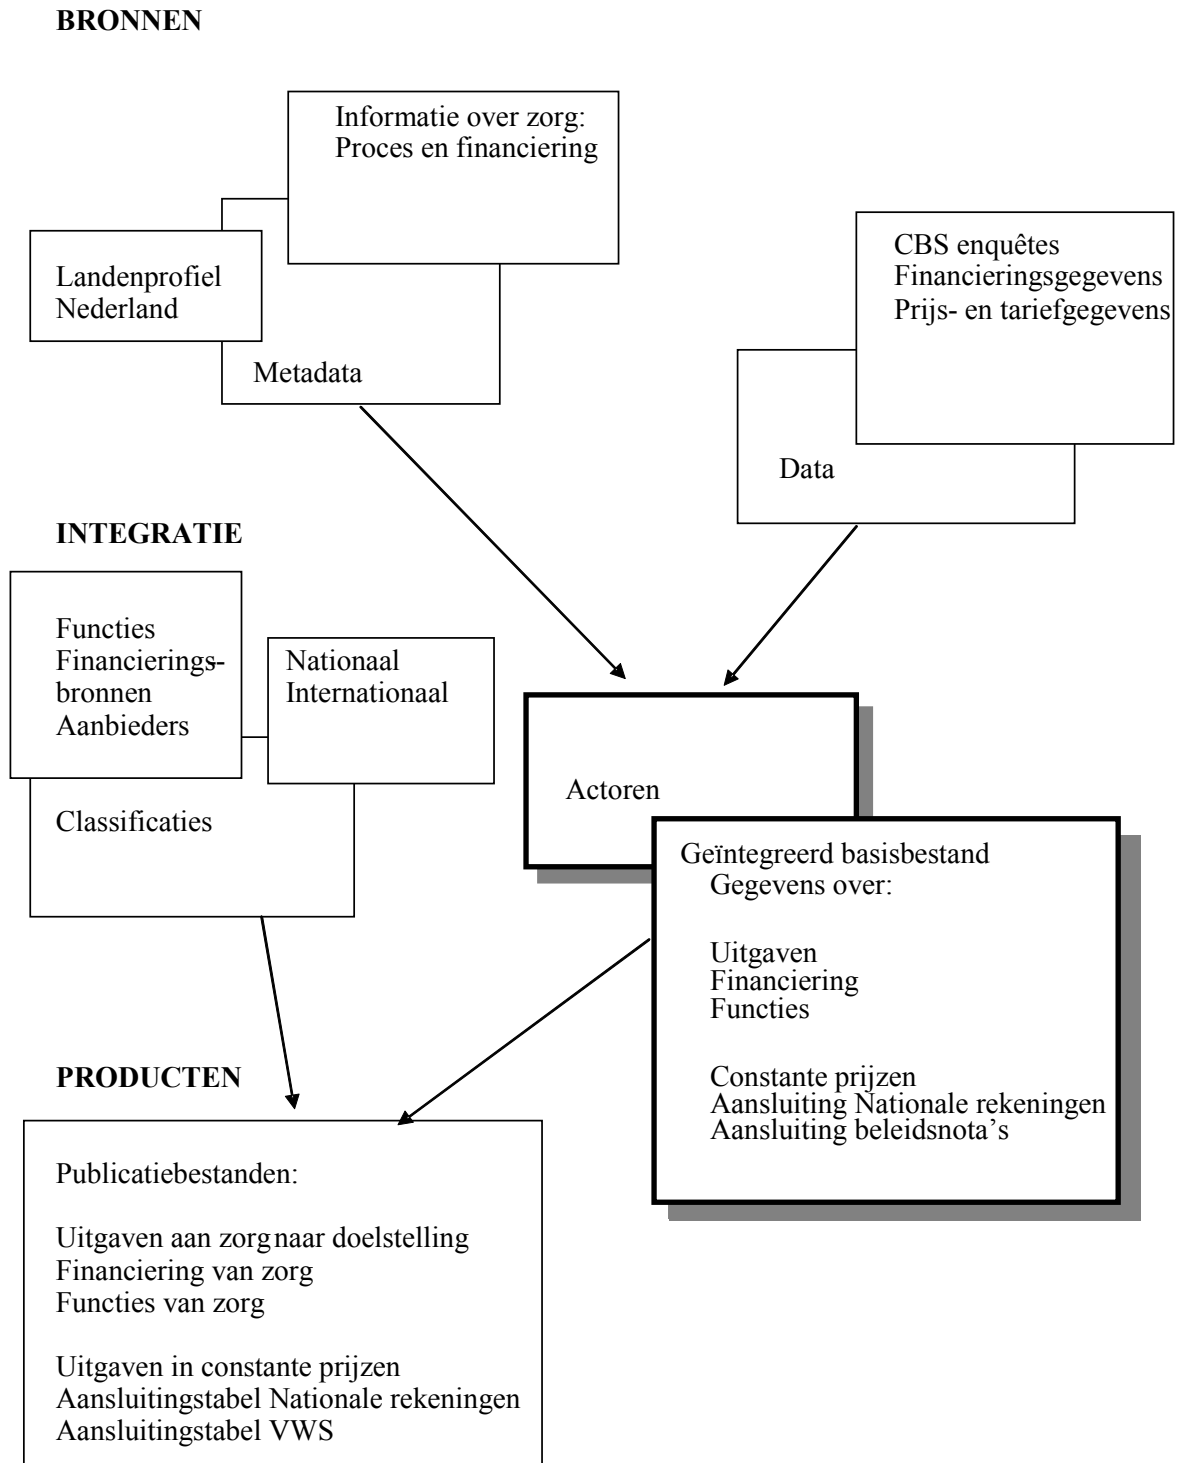 BRONNEN
Informatie over zorg:
Proces en financiering
Landenprofiel
Nederland
Metadata
CBS enquêtes
Financieringsgegevens
Prijs- en tariefgegevens
Data
INTEGRATIE
Functies
Financierings-
bronnen
Aanbieders
Nationaal
Internationaal
Classificaties
Actoren
Geïntegreerd basisbestand
Gegevens over:
Uitgaven
Financiering
Functies
Constante prijzen
Aansluiting Nationale rekeningen
Aansluiting beleidsnota’s
PRODUCTEN
Publicatiebestanden:
Uitgaven aan zorg naar doelstelling
Financiering van zorg
Functies van zorg
Uitgaven in constante prijzen
Aansluitingstabel Nationale rekeningen
Aansluitingstabel VWS